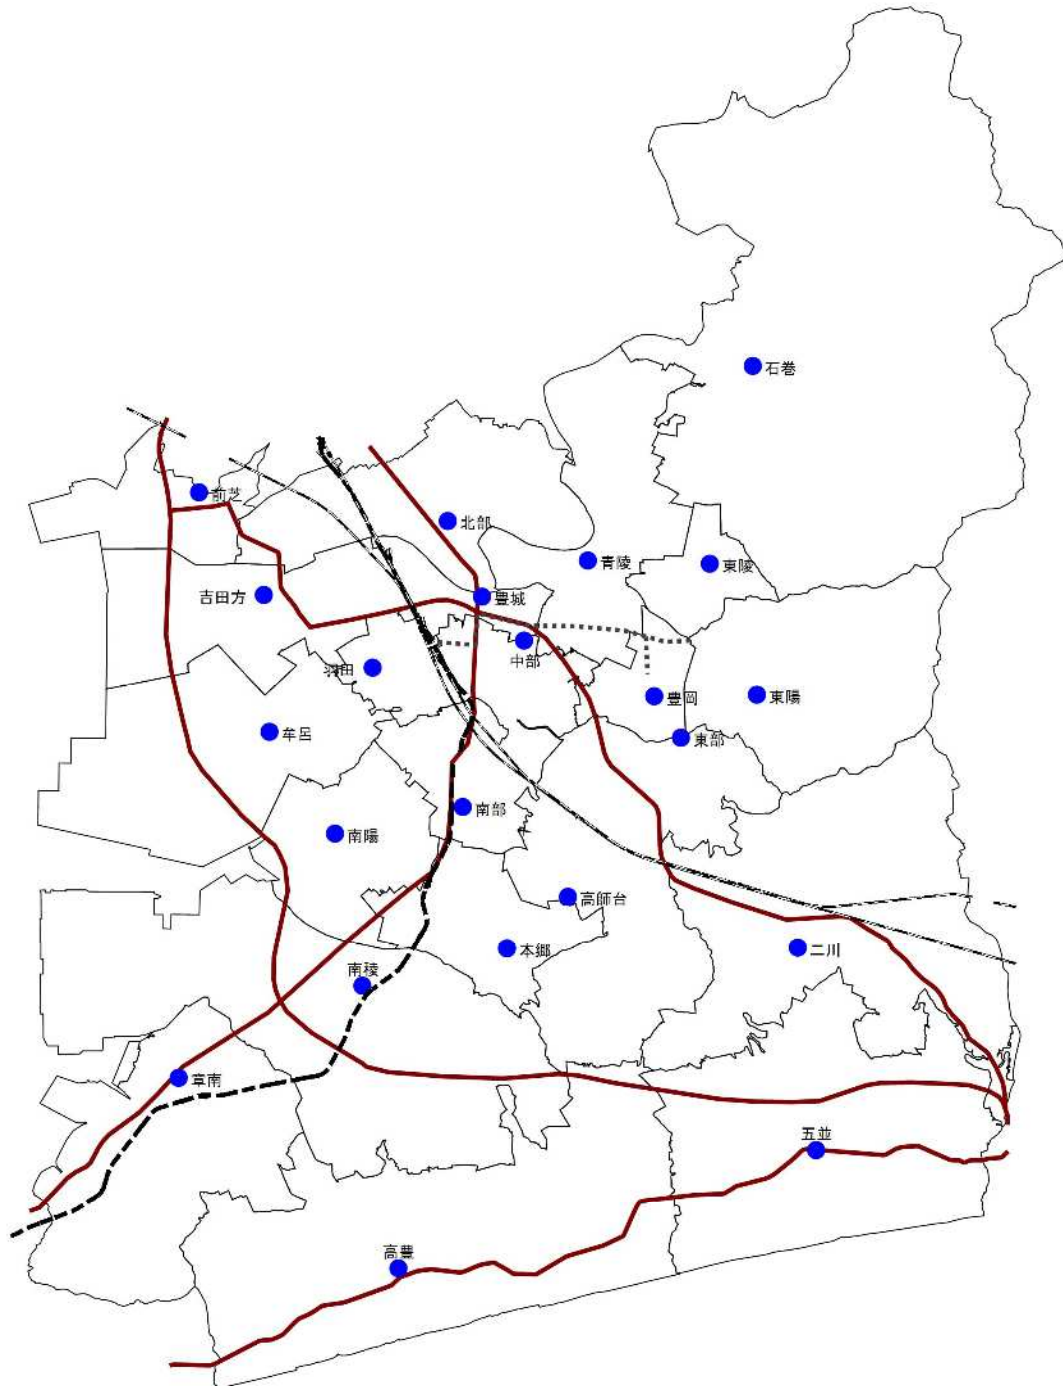 石巻
前芝
北部
青陵
東陵
吉田方
豊城
中部
羽田
豊岡
東陽
牟呂
東部
南部
南陽
高師台
本郷
二川
南稜
章南
五並
高豊